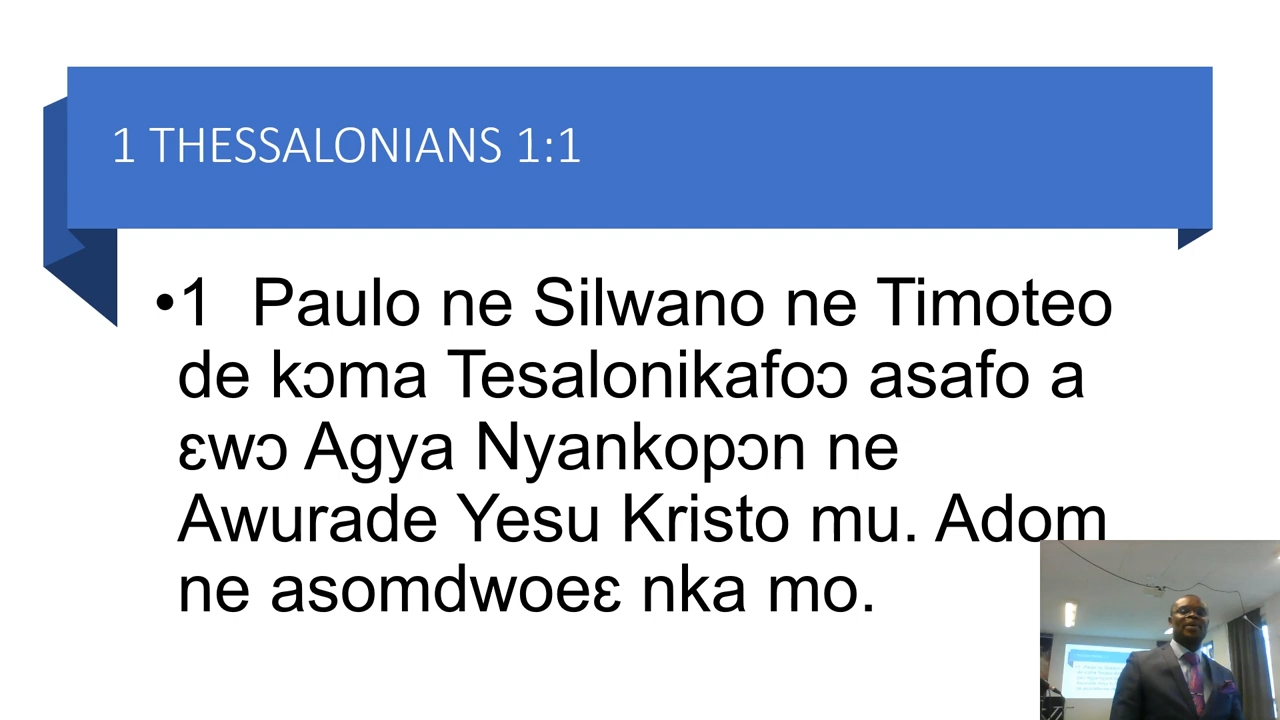 1 THESSALONIANS 1:1
•1 Paulo ne Silwano ne Timoteo
de kɔma Tesalonikafoɔ asafo a
ɛwɔ Agya Nyankopɔn ne
Awurade Yesu Kristo mu. Adom
ne asomdwoeɛ nka mo.